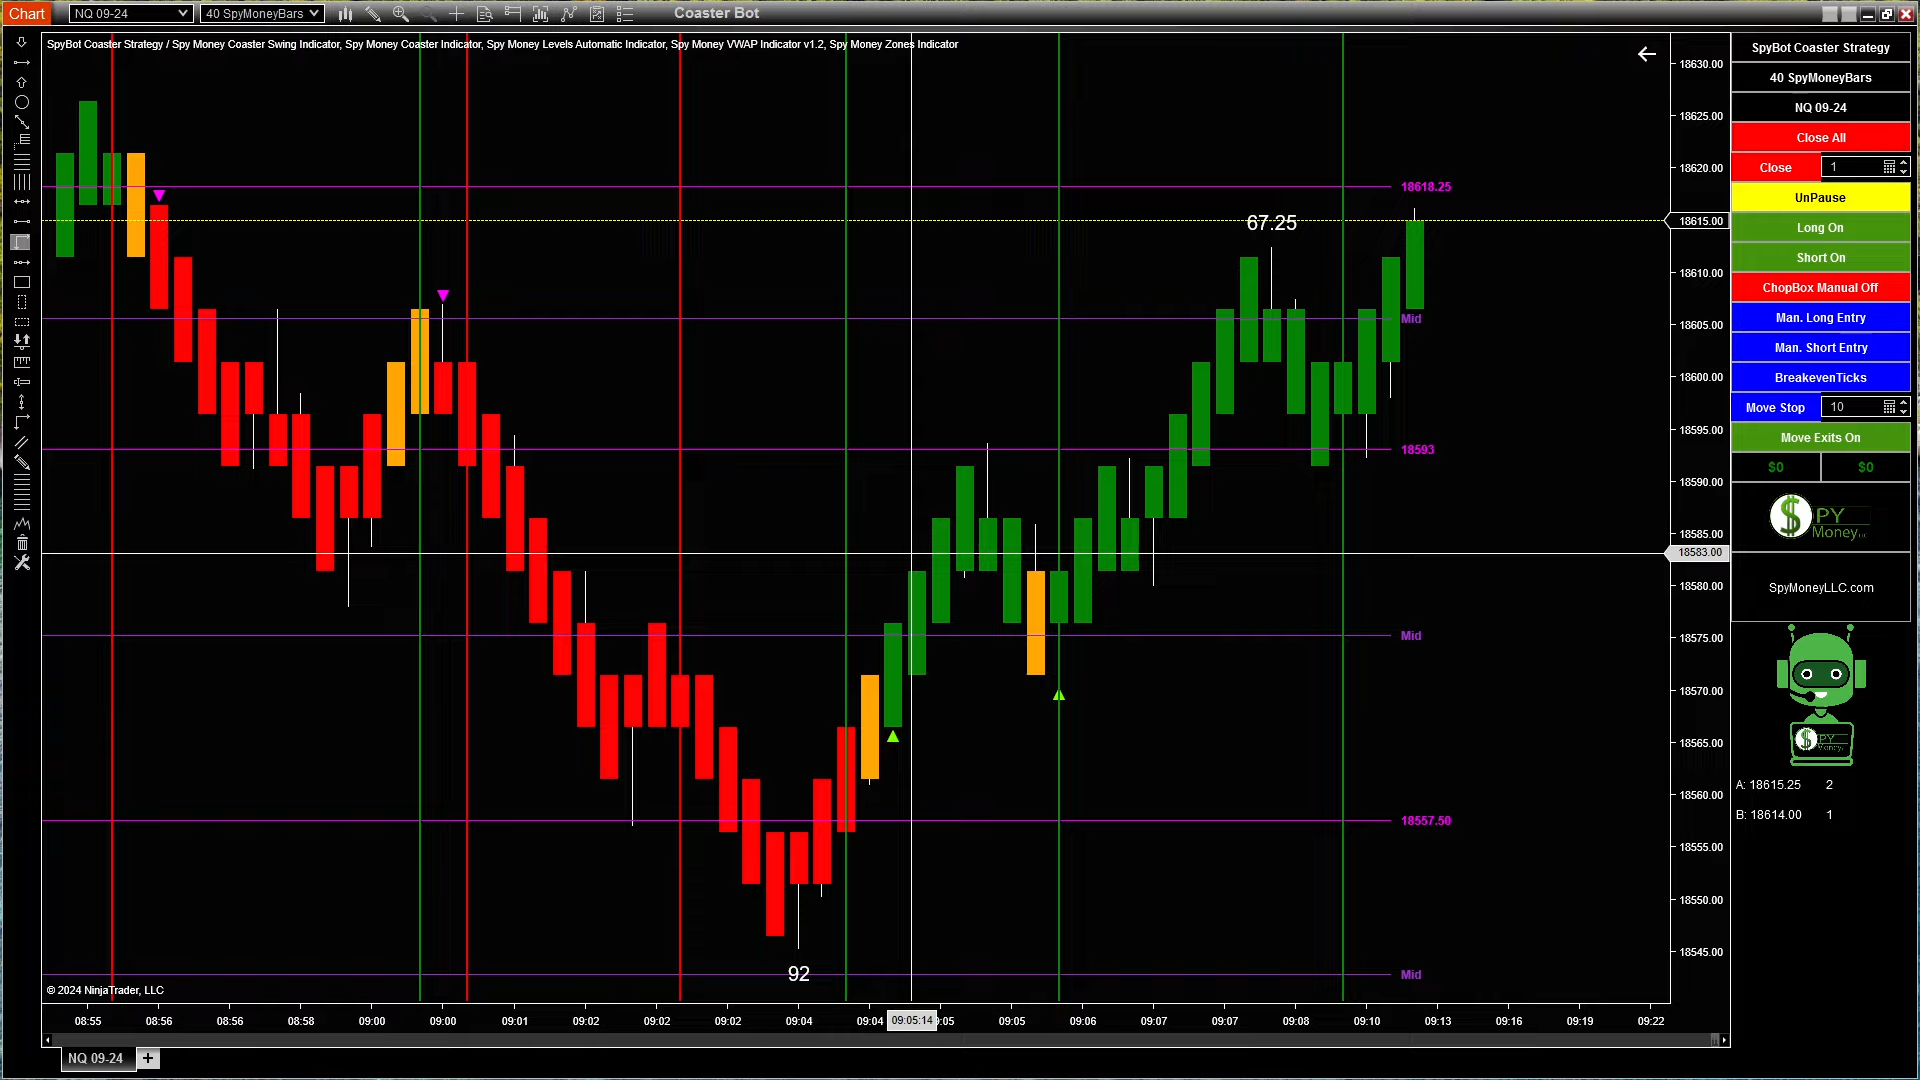 Chart NQ 09-24 40 SpyMoneyBars Coaster Bot
SpyBot Coaster Strategy / Spy Money Coaster Swing Indicator, Spy Money Coaster Indicator, Spy Money Levels Automatic Indicator, Spy Money VWAP Indicator v1.2, Spy Money Zones Indicator
18630.00
18625.00
18620.00
18615.00
18610.00
18605.00
18600.00
18595.00
18590.00
18585.00
18583.00
18580.00
18575.00
18570.00
18565.00
18560.00
18555.00
18550.00
18545.00
18618.25
67.25
Mid
18593
Mid
18557.50
92
Mid
© 2024 NinjaTrader, LLC
08:55 08:56 08:56 08:58 09:00 09:00 09:01 09:02 09:02 09:02 09:04 09:04 09:05:14 :05 09:05 09:06 09:07 09:07 09:08 09:10 09:13 09:16 09:19 09:22
NQ 09-24 +
SpyBot Coaster Strategy
40 SpyMoneyBars
NQ 09-24
Close All
Close 1
UnPause
Long On
Short On
ChopBox Manual Off
Man. Long Entry
Man. Short Entry
BreakevenTicks
Move Stop 10
Move Exits On
$0 $0
$PY
Money
SpyMoneyLLC.com
$PY
Money
A: 18615.25 2
B: 18614.00 1